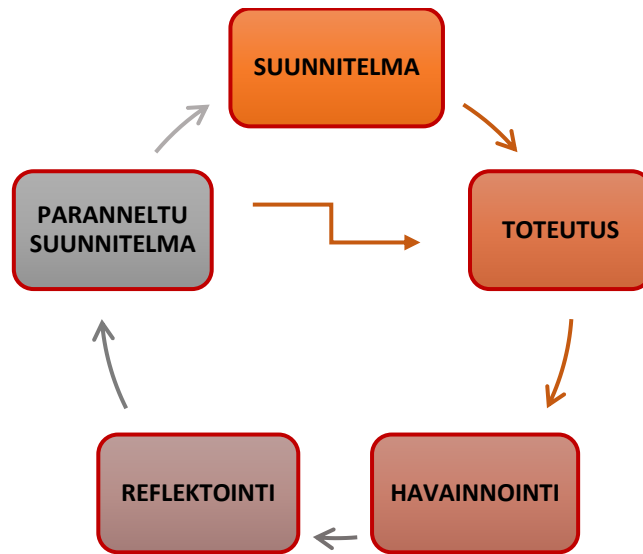 SUUNNITELMA
PARANNELTU
SUUNNITELMA
TOTEUTUS
REFLEKTOINTI
HAVAINNOINTI